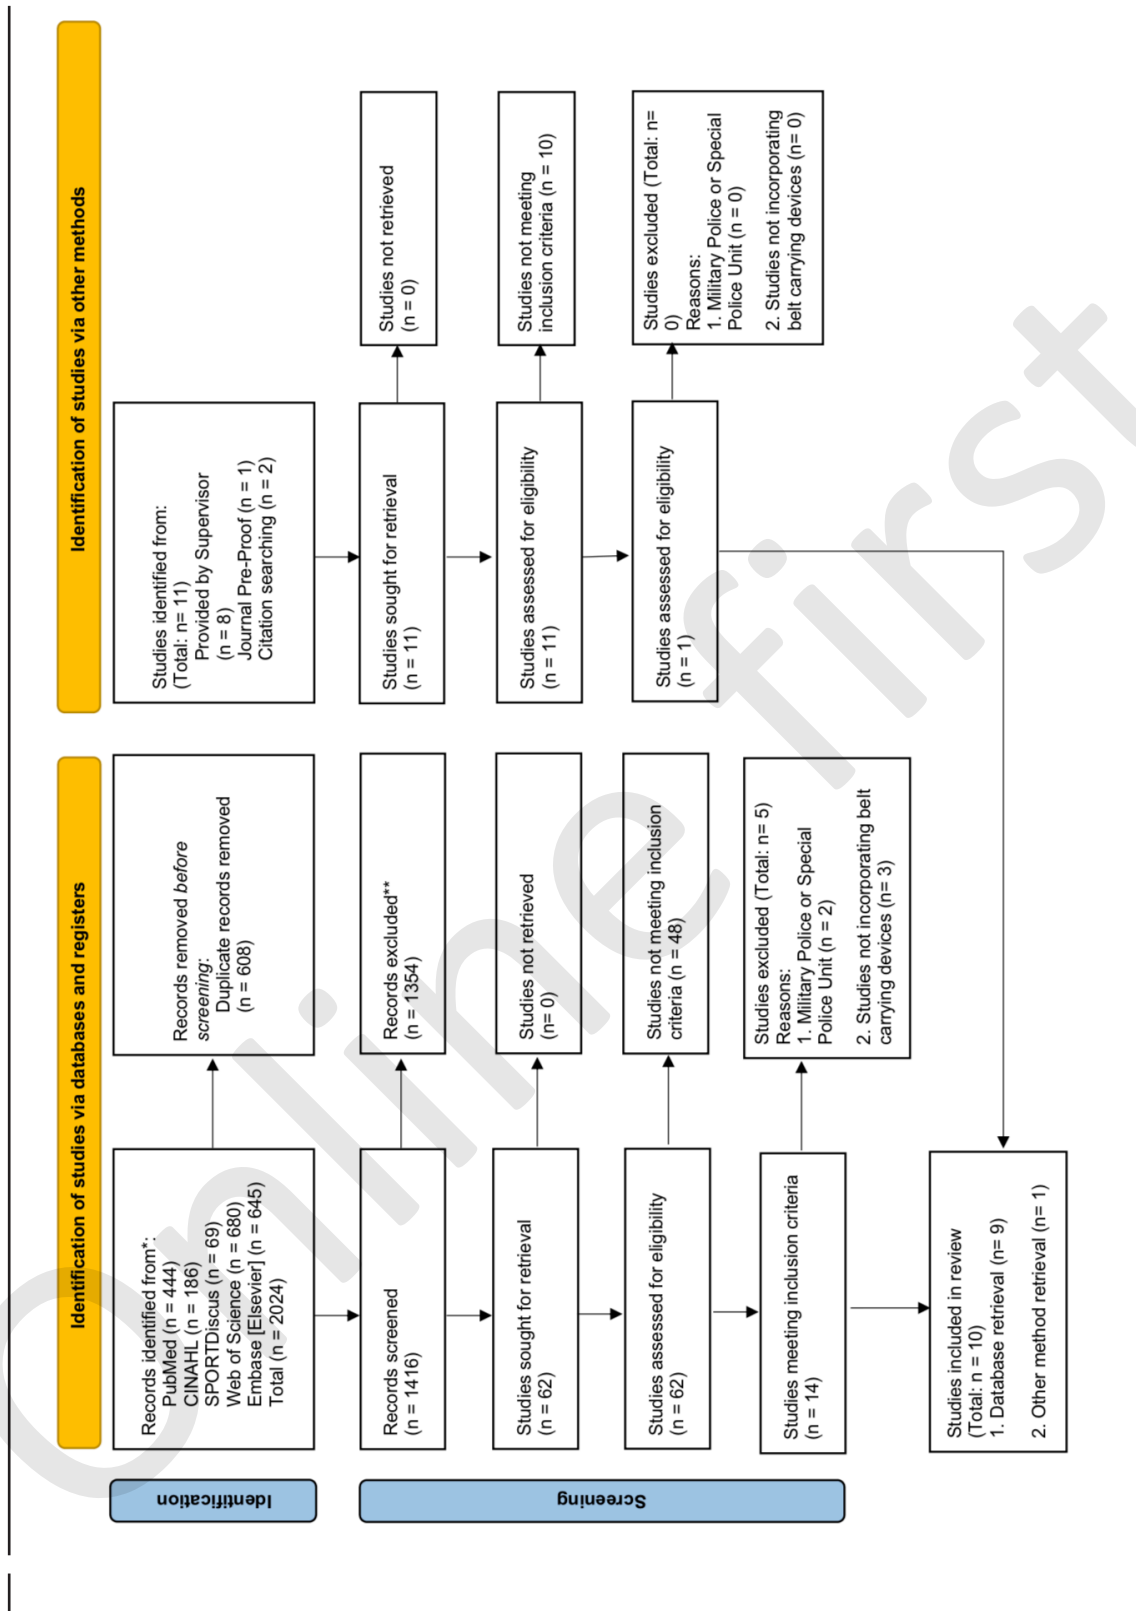 Identification of studies via databases and registers
Identification of studies via other methods
Identification
Records identified from*:
PubMed (n = 444)
CINAHL (n = 186)
SPORTDiscus (n = 69)
Web of Science (n = 680)
Embase [Elsevier] (n = 645)
Total (n = 2024)
Records removed before
screening:
Duplicate records removed
(n = 608)
Studies identified from:
(Total: n= 11)
Provided by Supervisor
(n = 8)
Journal Pre-Proof (n = 1)
Citation searching (n = 2)
Screening
Records screened
(n = 1416)
Records excluded**
(n = 1354)
Studies sought for retrieval
(n = 11)
Studies not retrieved
(n = 0)
Studies sought for retrieval
(n = 62)
Studies not retrieved
(n= 0)
Studies assessed for eligibility
(n = 11)
Studies not meeting
inclusion criteria (n = 10)
Studies assessed for eligibility
(n = 62)
Studies not meeting inclusion
criteria (n = 48)
Studies assessed for eligibility
(n = 1)
Studies excluded (Total: n=
0)
Reasons:
1. Military Police or Special
Police Unit (n = 0)
2. Studies not incorporating
belt carrying devices (n= 0)
Studies meeting inclusion criteria
(n = 14)
Studies excluded (Total: n= 5)
Reasons:
1. Military Police or Special
Police Unit (n = 2)
2. Studies not incorporating belt
carrying devices (n= 3)
Studies included in review
(Total: n = 10)
1. Database retrieval (n= 9)
2. Other method retrieval (n= 1)
Online first